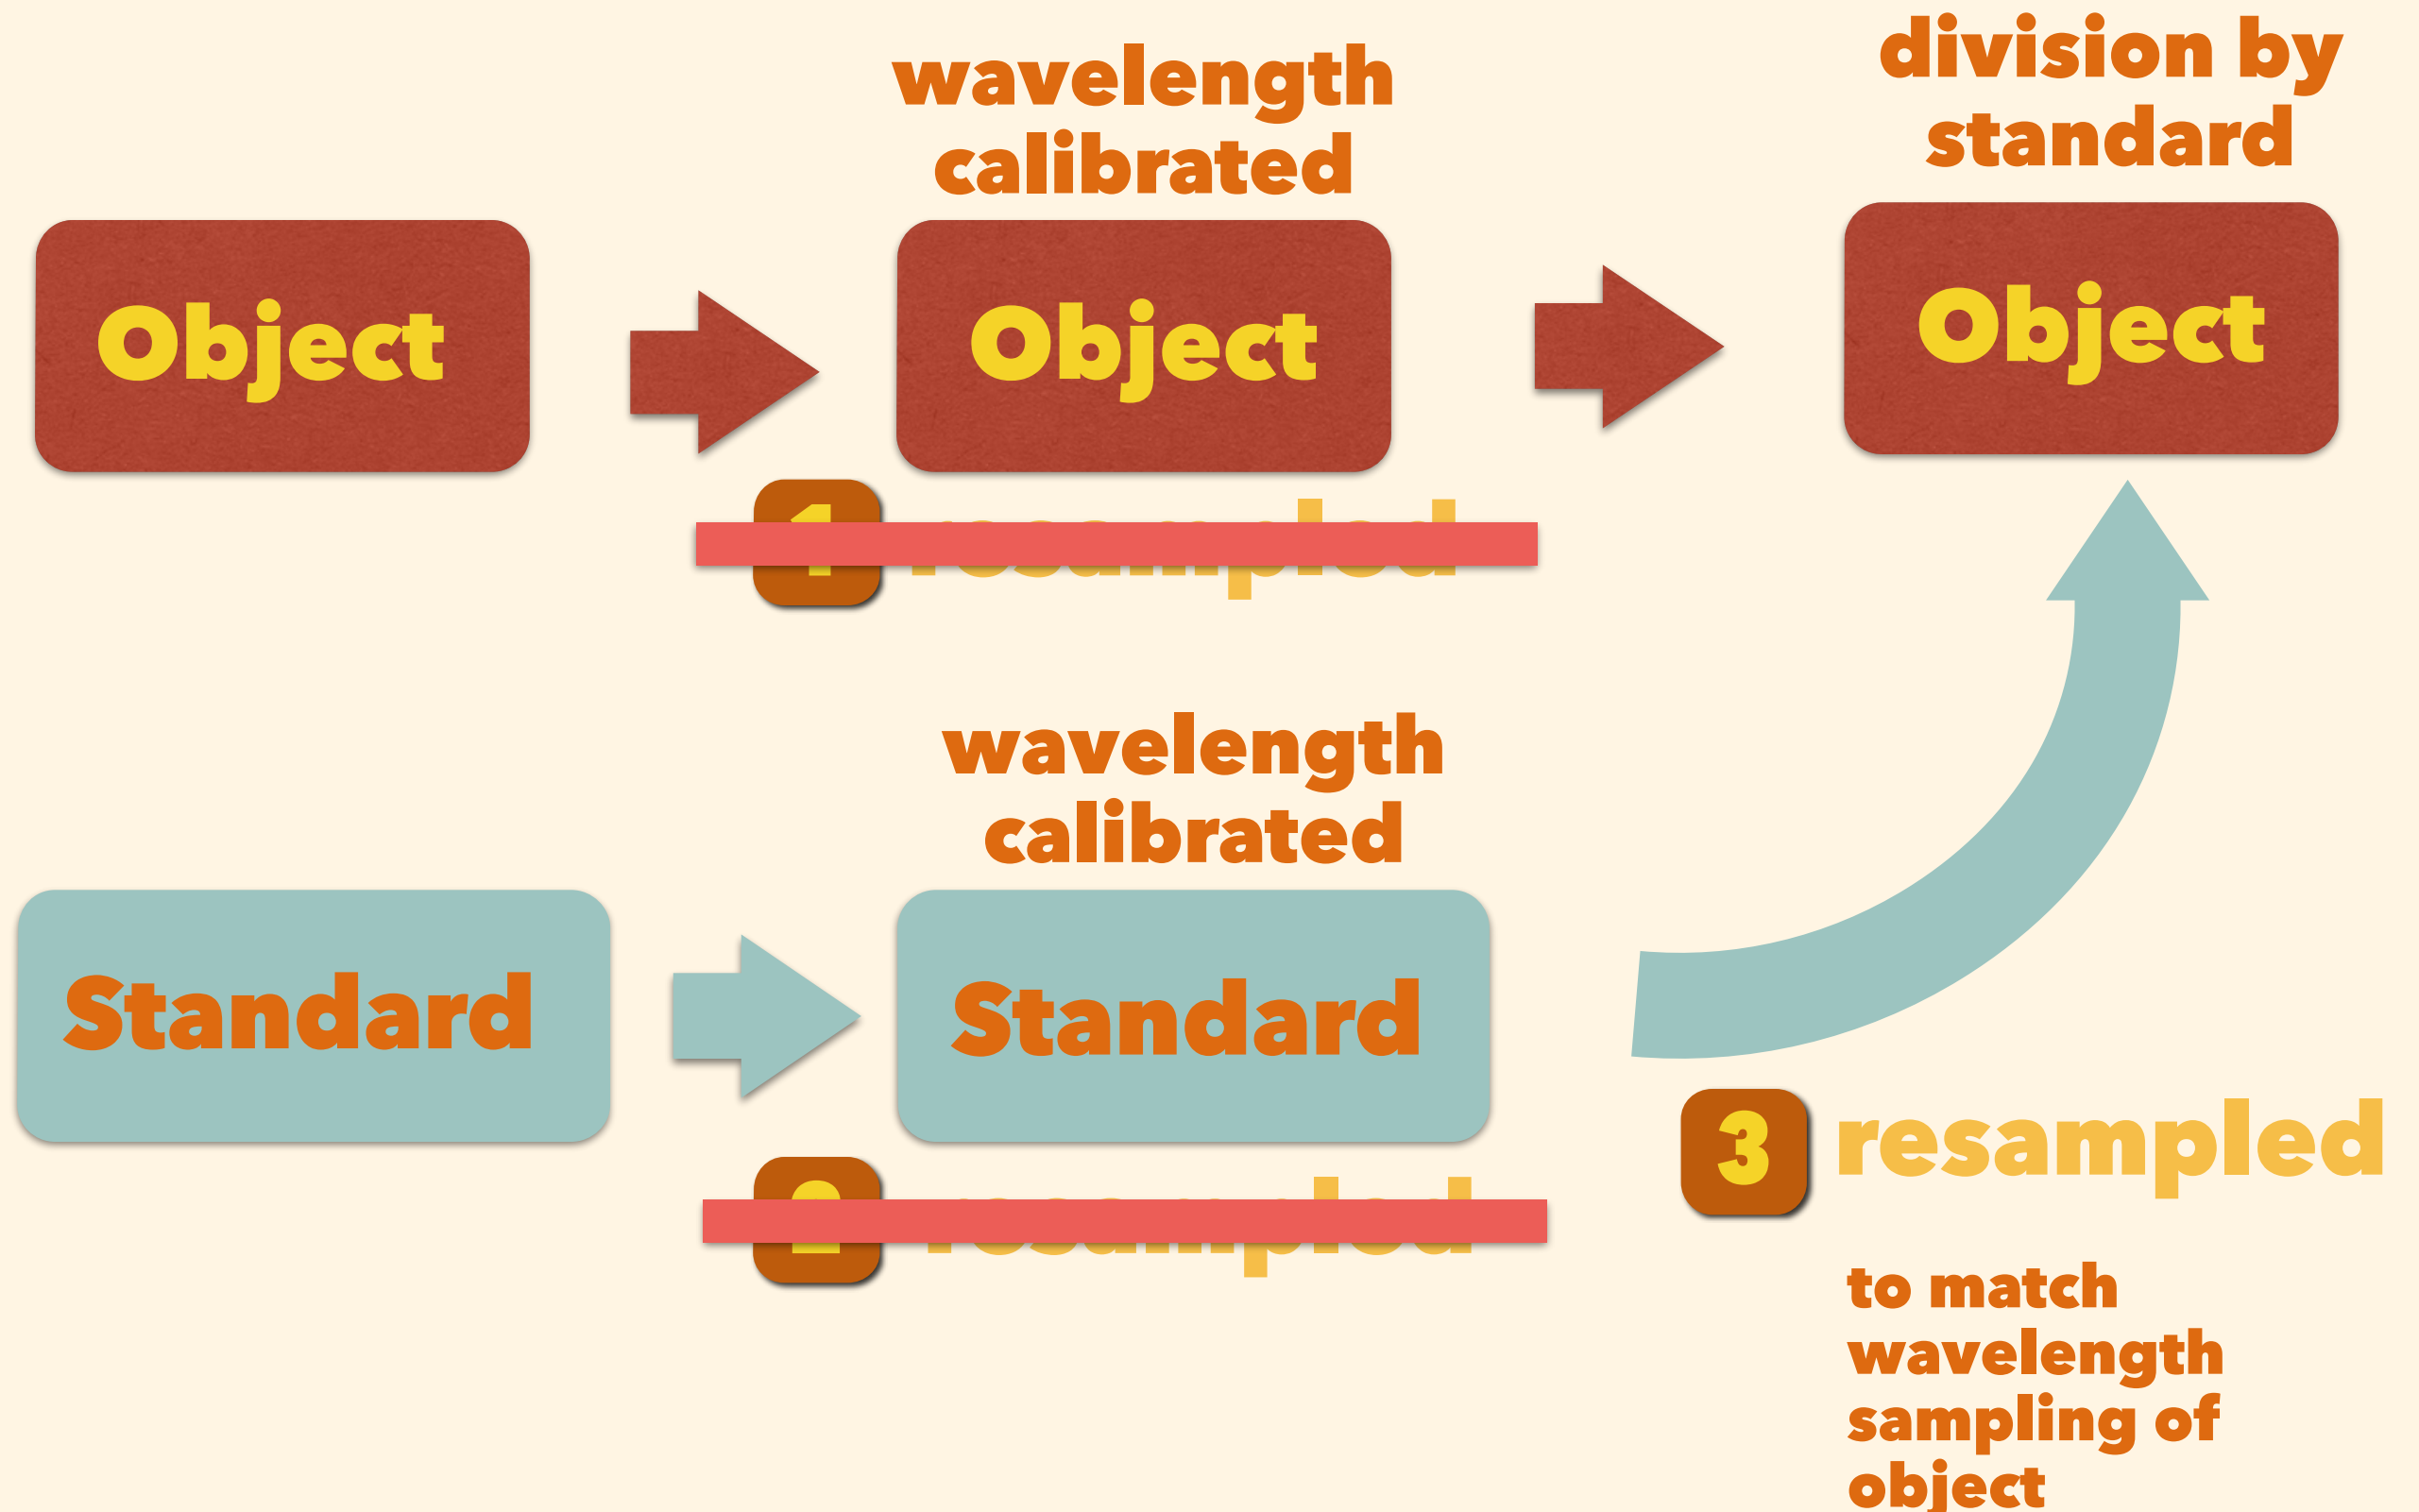 wavelength
calibrated
division by
standard
Object
Object
Object
1 resampled
wavelength
calibrated
Standard
Standard
2 resampled
3 resampled
to match
wavelength
sampling of
object